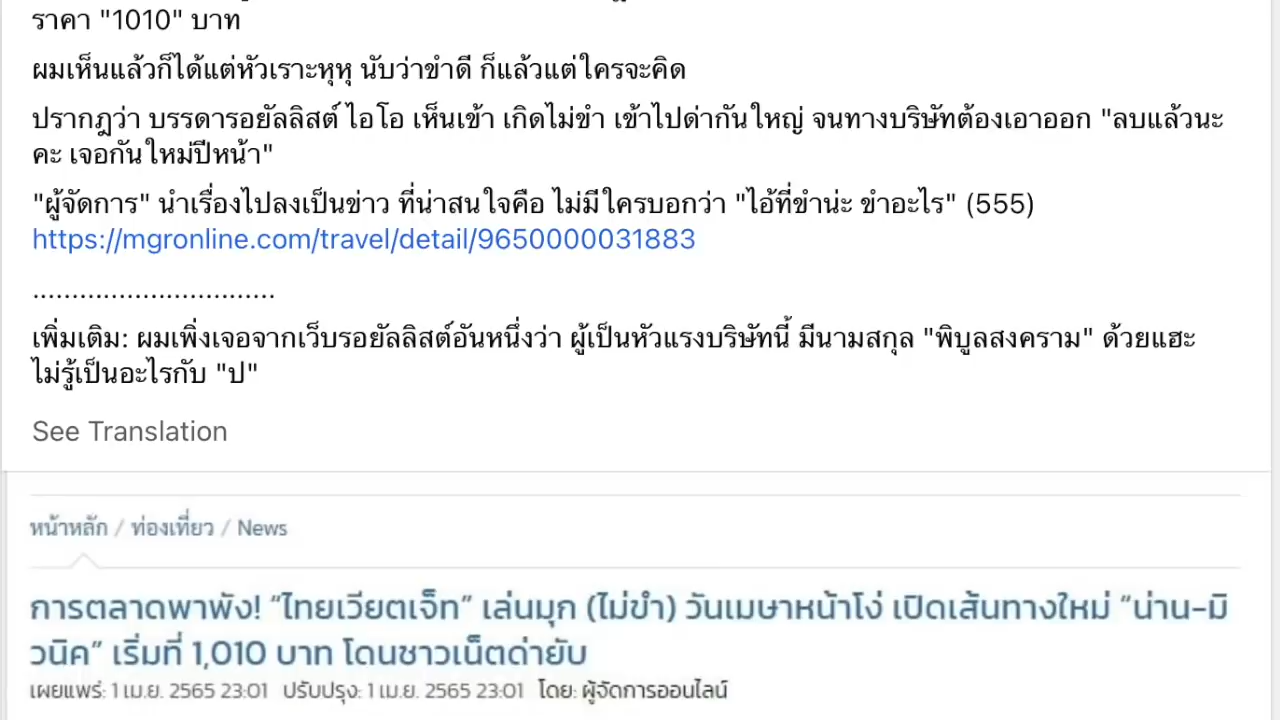 ราคา "1010" บาท
ผมเห็นแล้วก็ได้แต่หัวเราะหุหุ นับว่าขำดี ก็แล้วแต่ใครจะคิด
ปรากฎว่า บรรดารอยัลลิสต์ ไอโอ เห็นเข้า เกิดไม่ขำ เข้าไปด่ากันใหญ่ จนทางบริษัทต้องเอาออก "ลบแล้วนะ
คะ เจอกันใหม่ปีหน้า"
"ผู้จัดการ" นำเรื่องไปลงเป็นข่าว ที่น่าสนใจคือ ไม่มีใครบอกว่า "ไอ้ที่ขำน่ะ ขำอะไร" (555)
https://mgronline.com/travel/detail/9650000031883
...............................
เพิ่มเติม: ผมเพิ่งเจอจากเว็บรอยัลลิสต์อันหนึ่งว่า ผู้เป็นหัวแรงบริษัทนี้ มีนามสกุล "พิบูลสงคราม" ด้วยแฮะ
ไม่รู้เป็นอะไรกับ "ป"
See Translation
หน้าหลัก / ท่องเที่ยว / News
การตลาดพาพัง! “ไทยเวียตเจ็ท” เล่นมุก (ไม่ขำ) วันเมษาหน้าโง่ เปิดเส้นทางใหม่ “น่าน-มิ
วนิค” เริ่มที่ 1,010 บาท โดนชาวเน็ตด่ายับ
เผยแพร่: 1 เม.ย. 2565 23:01 ปรับปรุง: 1 เม.ย. 2565 23:01 โดย: ผู้จัดการออนไลน์